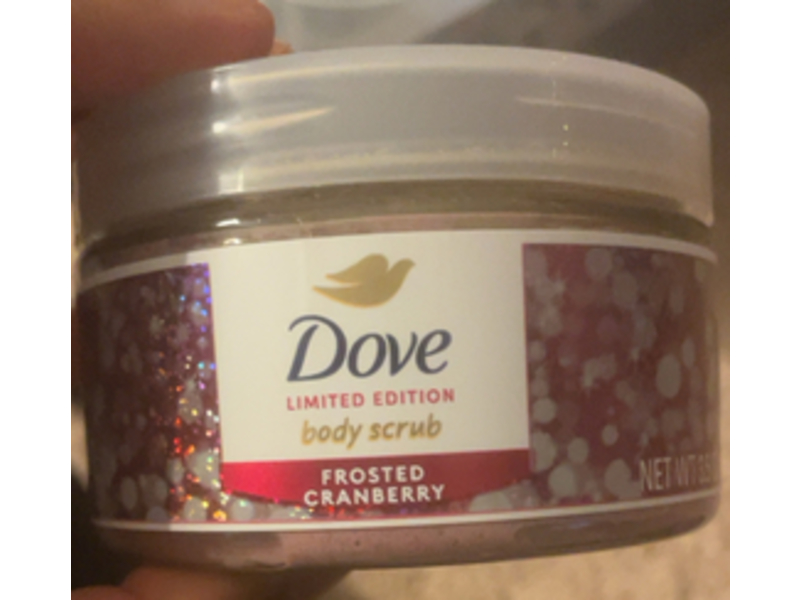 Dove
LIMITED EDITION
body scrub
FROSTED
CRANBERRY
NET WT